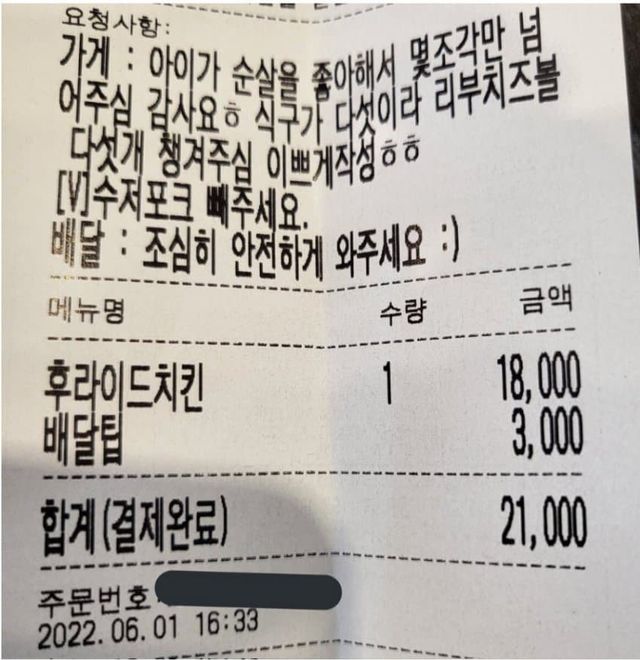 요청사항:
가게 : 아이가 순살을 좋아해서 몇조각만 넘
어주심 감사요ㅎ 식구가 다섯이라 리부치즈볼
다섯개 챙겨주심 이쁘게작성ㅎㅎ
[V]수저포크 빼주세요.
배달 : 조심히 안전하게 와주세요 :)
메뉴명 수량 금액
후라이드치킨 1 18,000
배달팁 3,000
합계(결제완료) 21,000
주문번호
2022.06.01 16:33